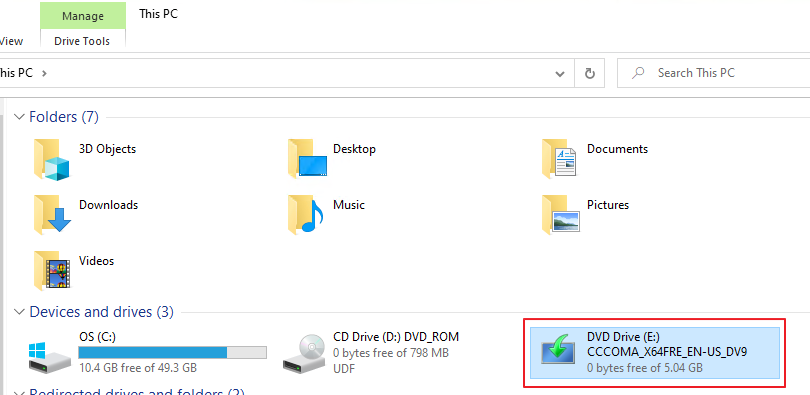 Manage
This PC
View
Drive Tools
This PC
Search This PC
Folders (7)
3D Objects
Desktop
Documents
Downloads
Music
Pictures
Videos
Devices and drives (3)
OS (C:)
10.4 GB free of 49.3 GB
CD Drive (D:) DVD_ROM
0 bytes free of 798 MB
UDF
DVD Drive (E:)
CCCOMA_X64FRE_EN-US_DV9
0 bytes free of 5.04 GB
Redirected drives and folders (2)